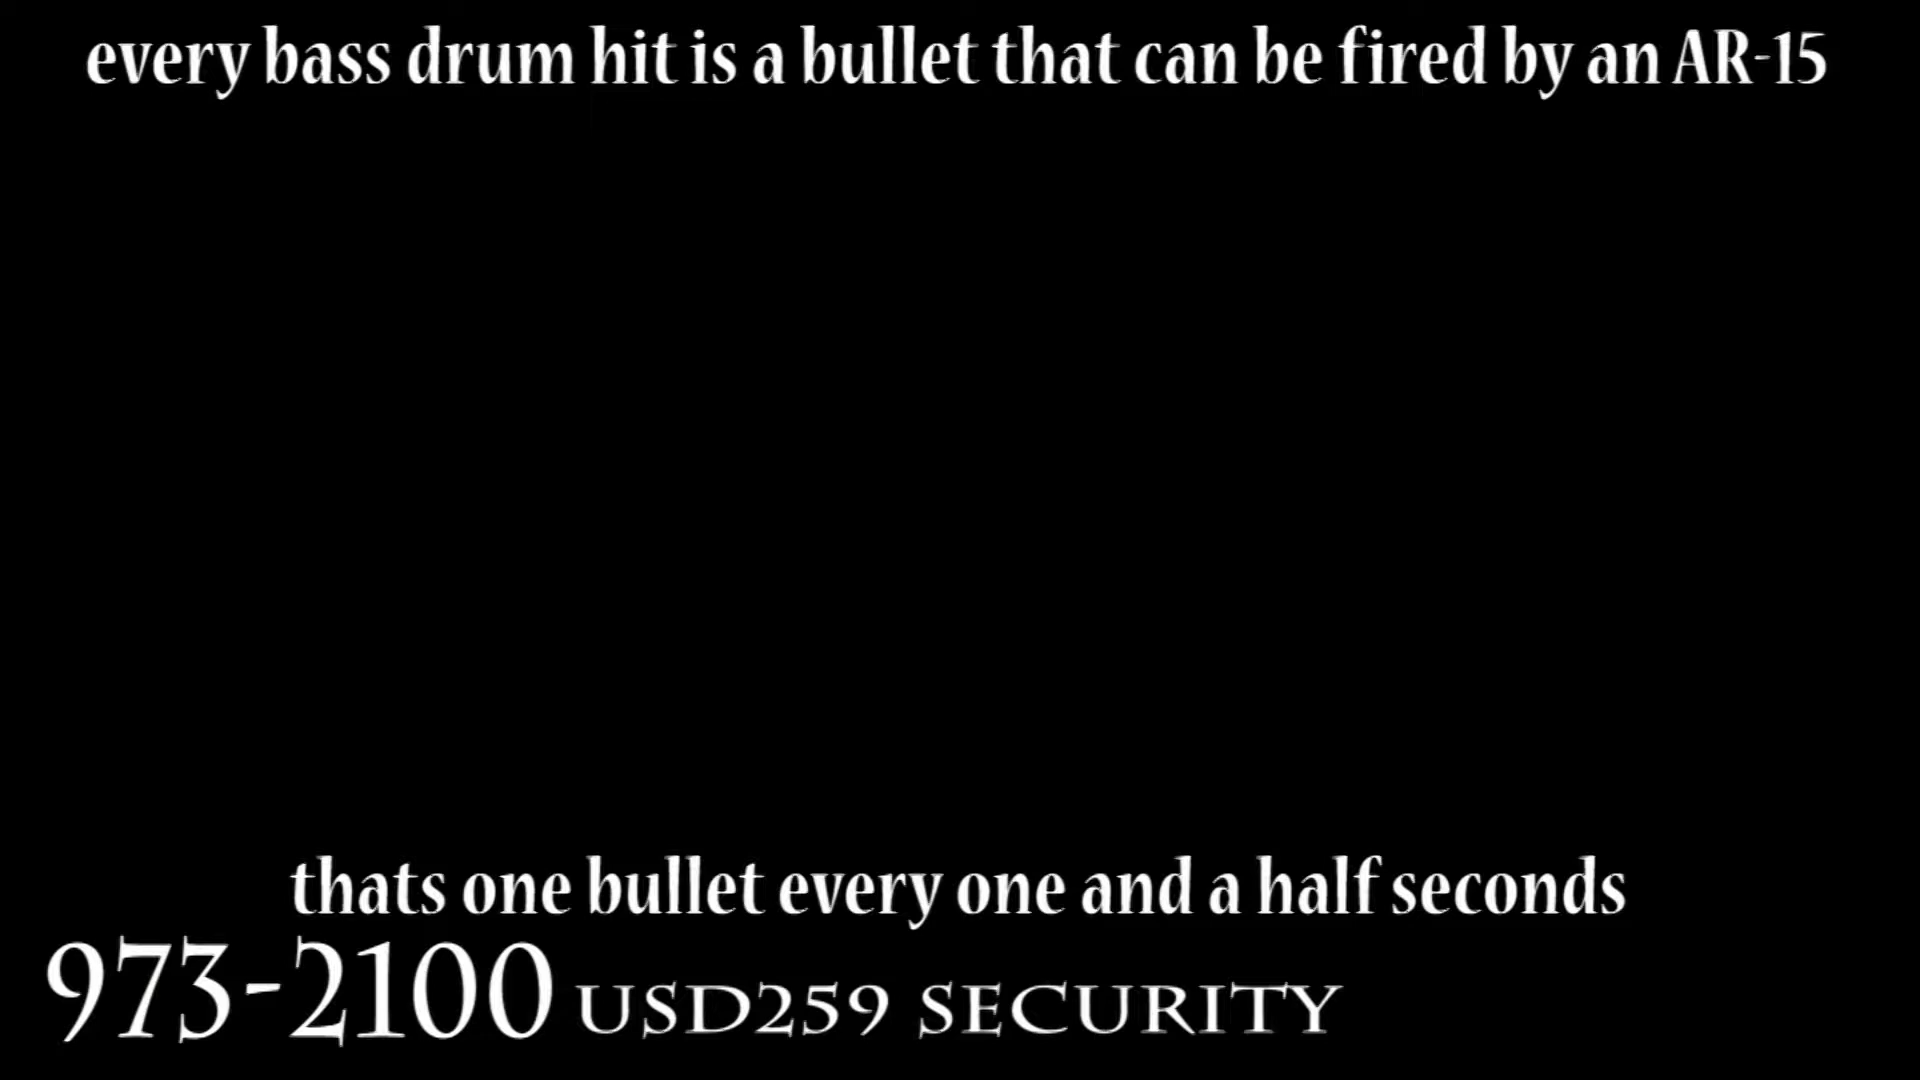 every bass drum hit is a bullet that can be fired by an AR-15
thats one bullet every one and a half seconds
973-2100 USD259 SECURITY